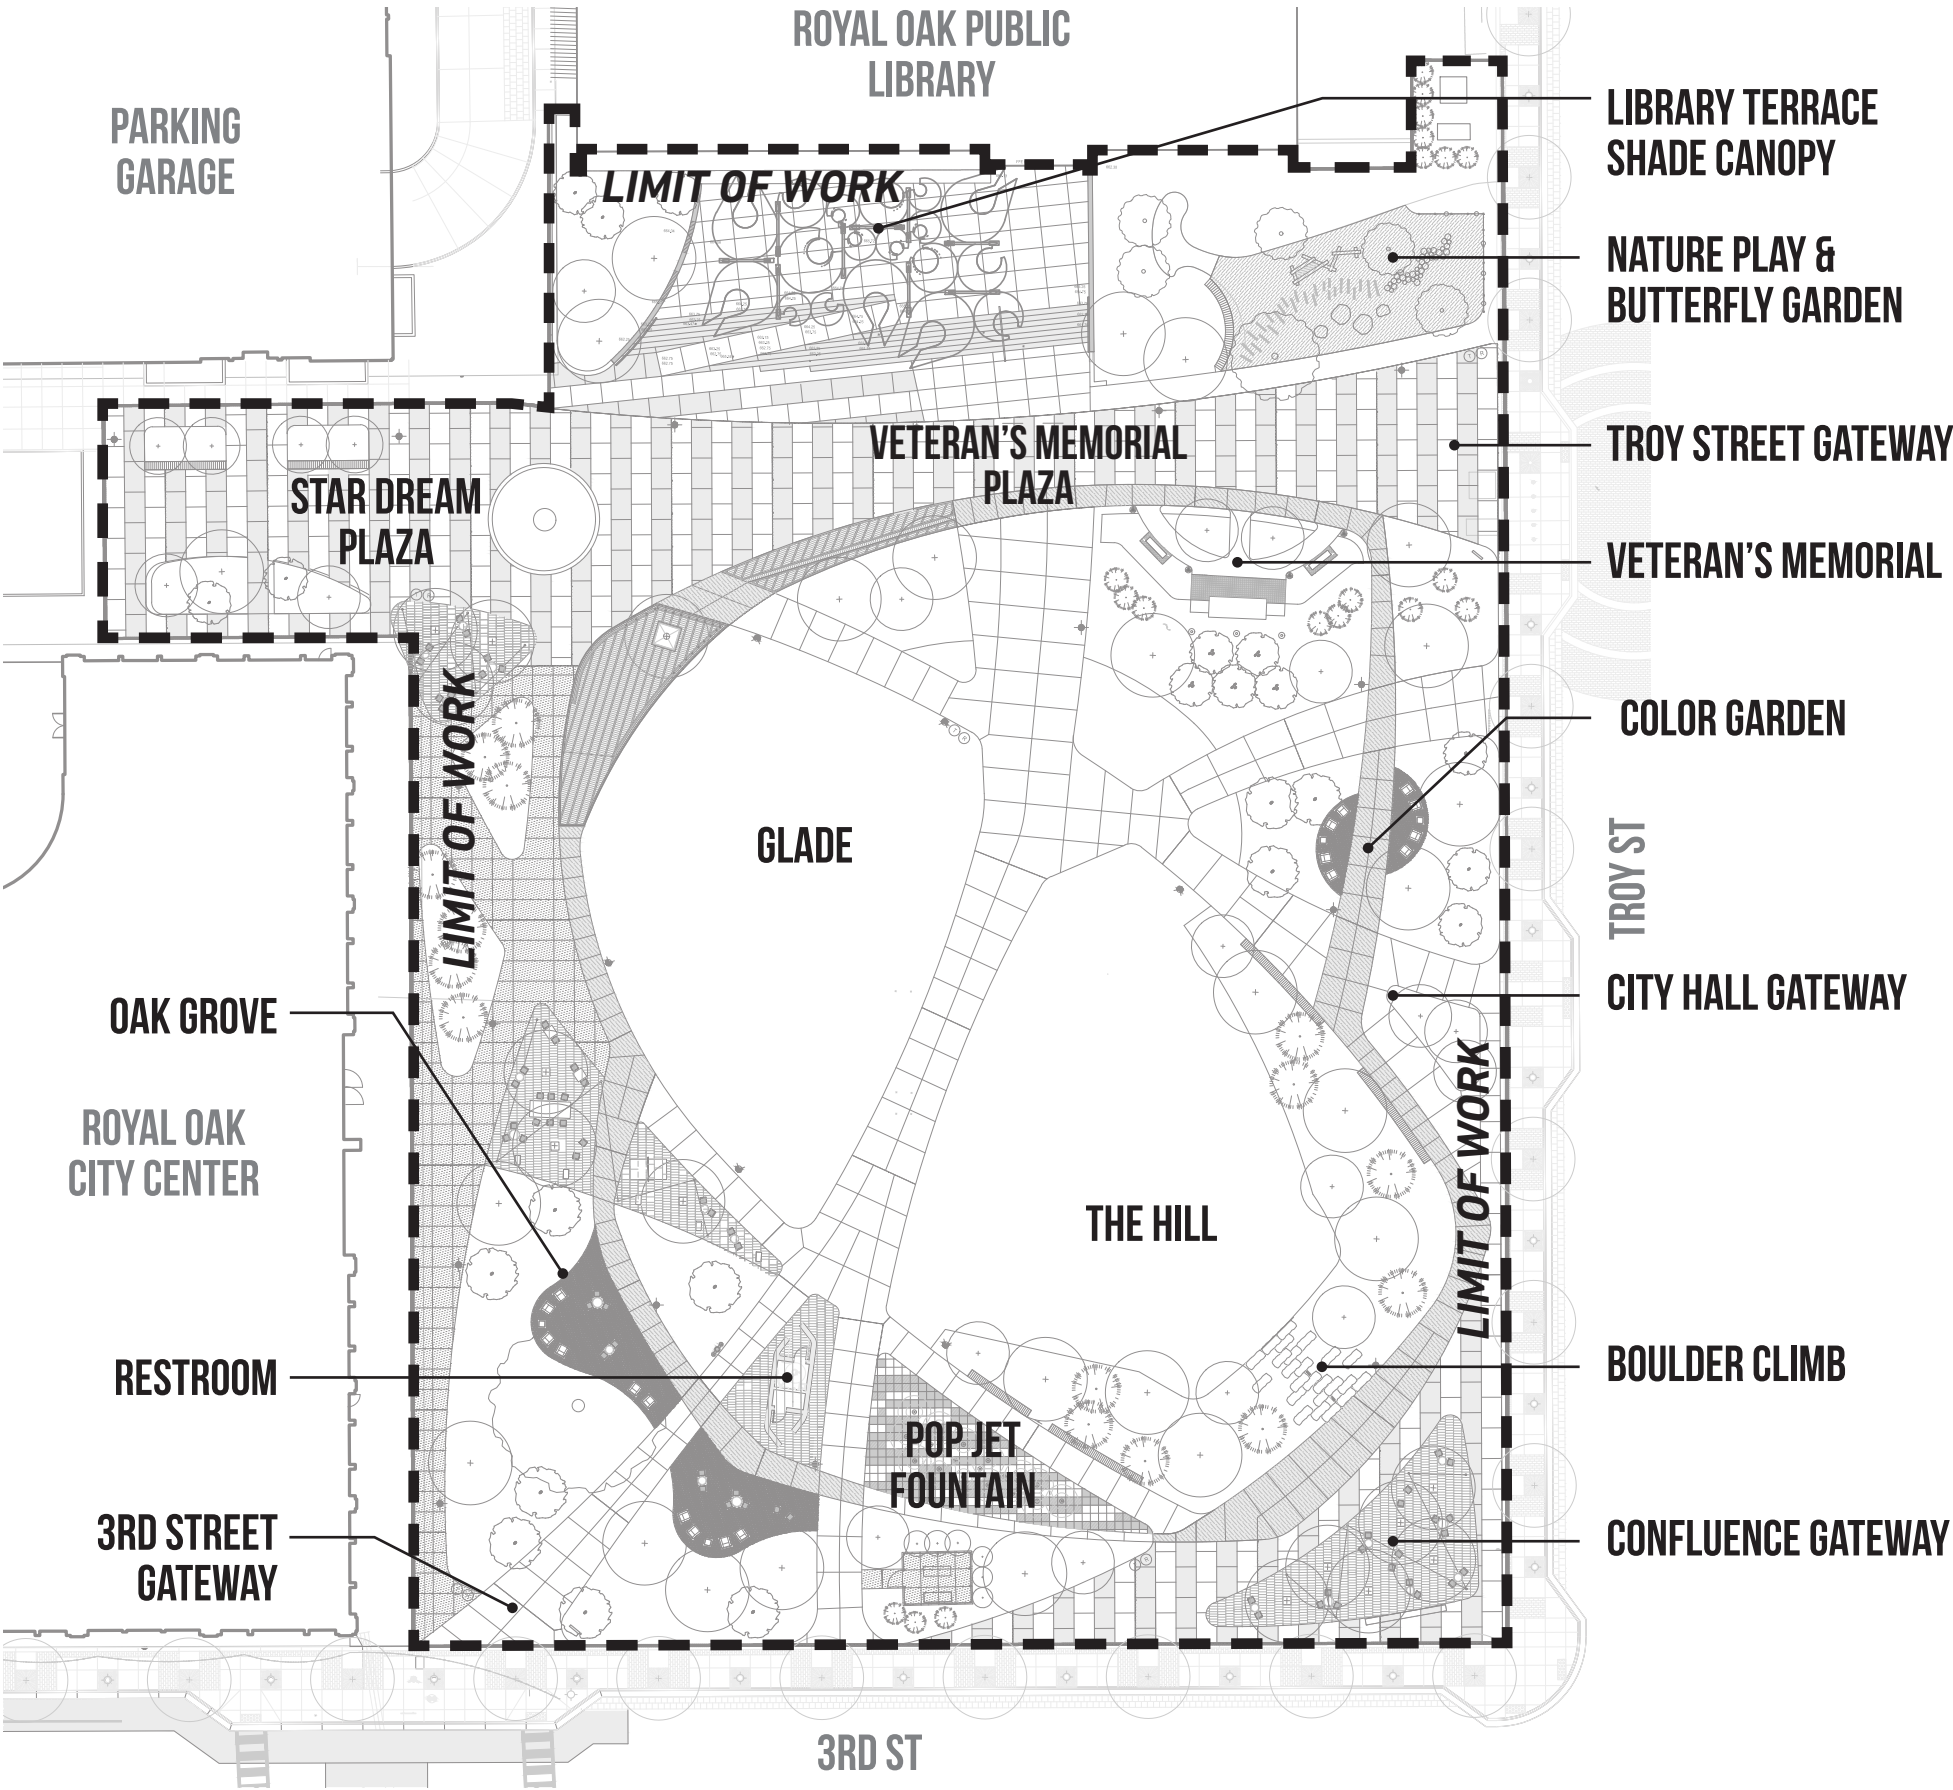 ROYAL OAK PUBLIC
LIBRARY
PARKING
GARAGE
LIBRARY TERRACE
SHADE CANOPY
LIMIT OF WORK
NATURE PLAY &
BUTTERFLY GARDEN
VETERAN'S MEMORIAL
PLAZA
TROY STREET GATEWAY
STAR DREAM
PLAZA
VETERAN'S MEMORIAL
LIMIT OF WORK
COLOR GARDEN
GLADE
TROY ST
OAK GROVE
CITY HALL GATEWAY
ROYAL OAK
CITY CENTER
THE HILL
LIMIT OF WORK
RESTROOM
BOULDER CLIMB
POP JET
FOUNTAIN
3RD STREET
GATEWAY
CONFLUENCE GATEWAY
3RD ST